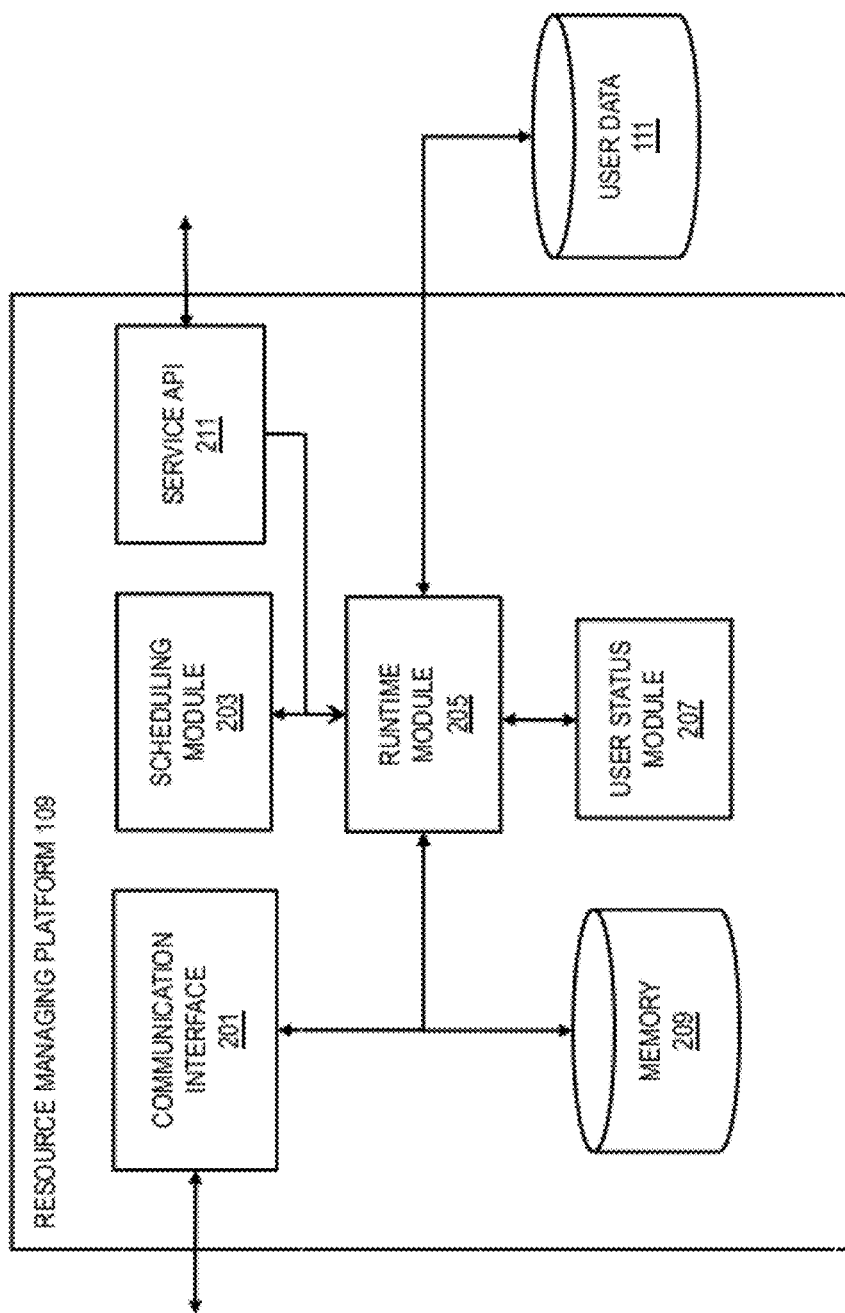 RESOURCE MANAGING PLATFORM 109
COMMUNICATION
INTERFACE
201
SCHEDULING
MODULE
203
SERVICE API
211
RUNTIME
MODULE
205
MEMORY
209
USER STATUS
MODULE
207
USER DATA
111